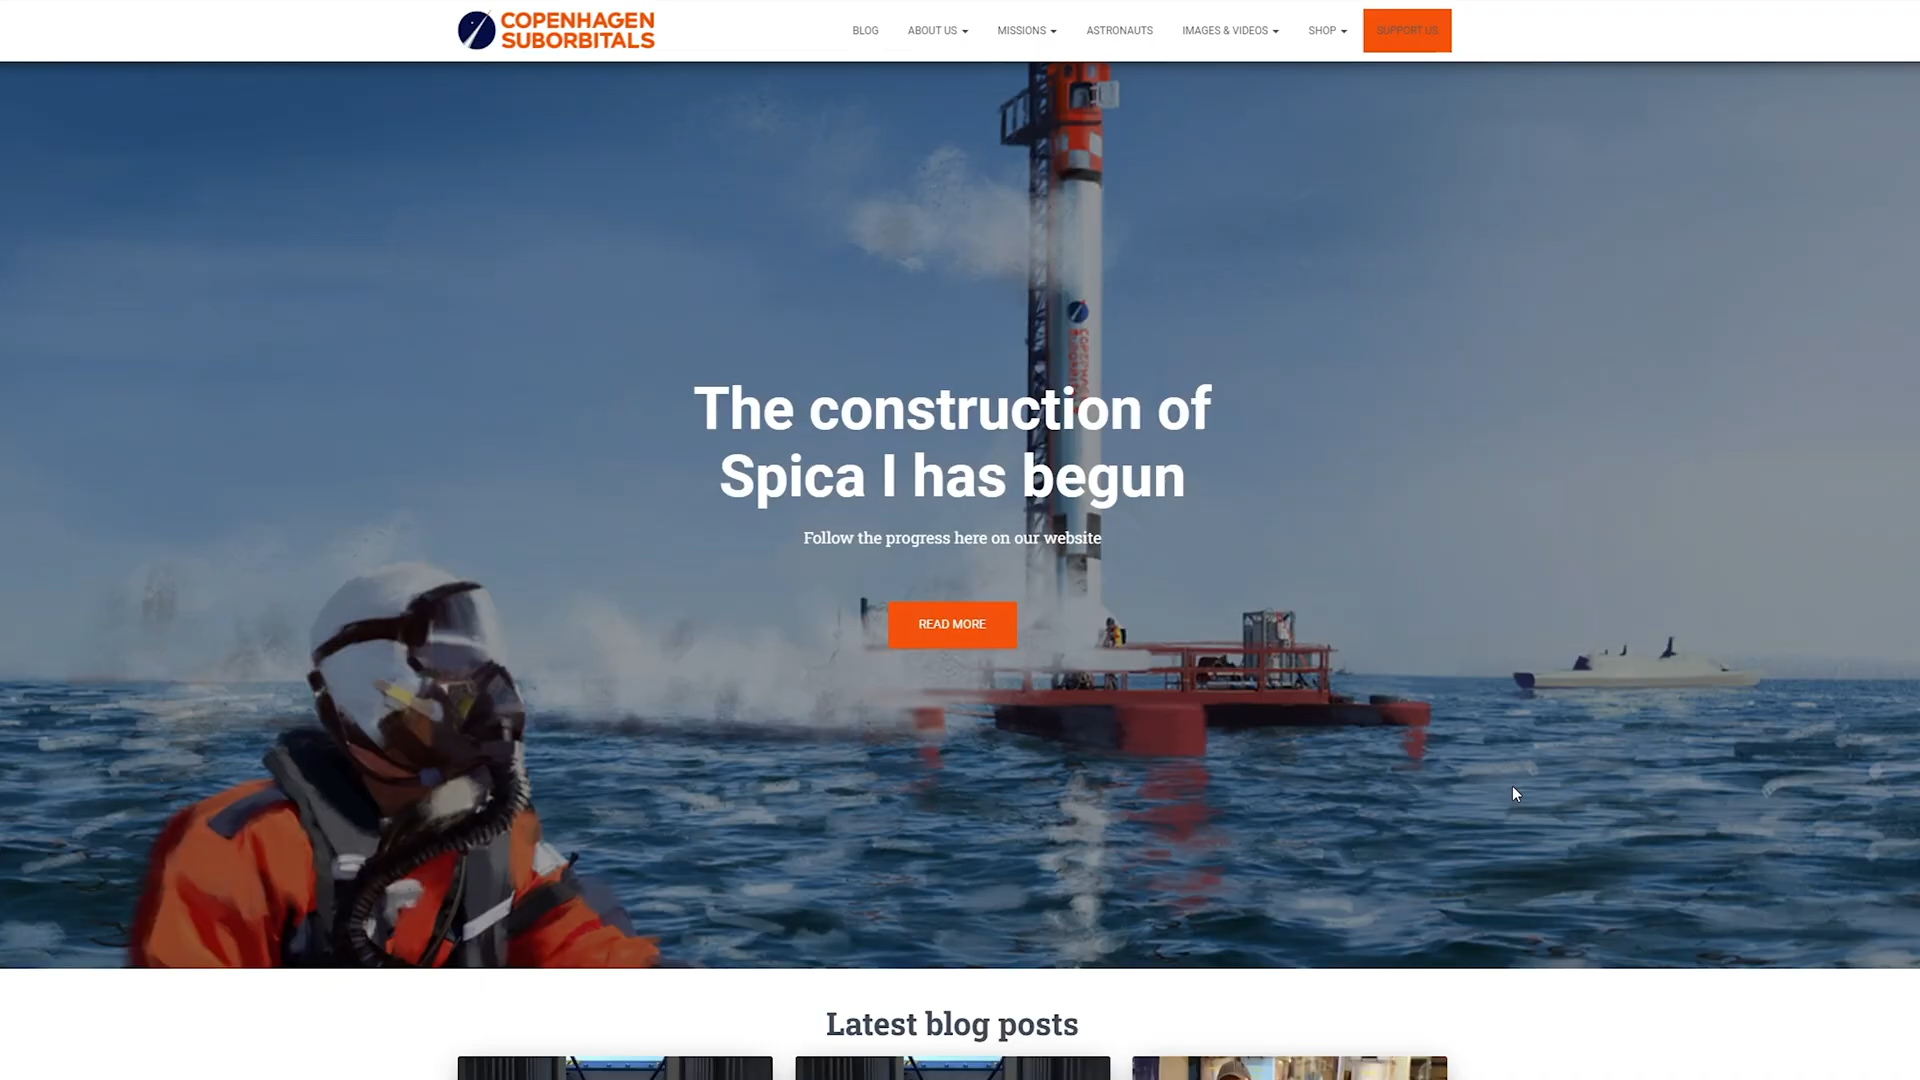 COPENHAGEN
SUBORBITALS
BLOG
ABOUT US
MISSIONS
ASTRONAUTS
IMAGES & VIDEOS
SHOP
SUPPORT US
The construction of
Spica I has begun
Follow the progress here on our website
READ MORE
Latest blog posts